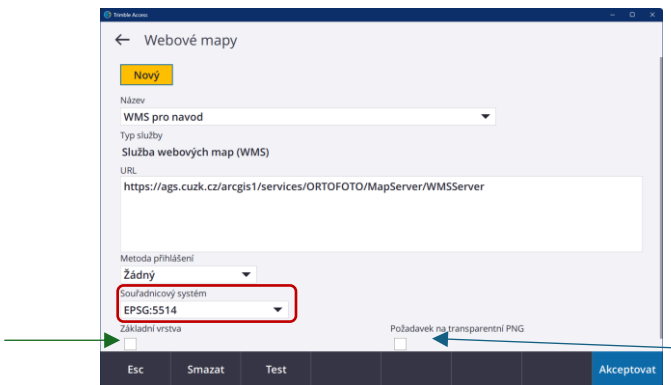 Trimble Access
Webové mapy
Nový
Název
WMS pro navod
Typ služby
Služba webových map (WMS)
URL
https://ags.cuzk.cz/arcgis1/services/ORTOFOTO/MapServer/WMSServer
Metoda přihlášení
Žádný
Souřadnicový systém
EPSG:5514
Základní vrstva Požadavek na transparentní PNG
Esc Smazat Test Akceptovat